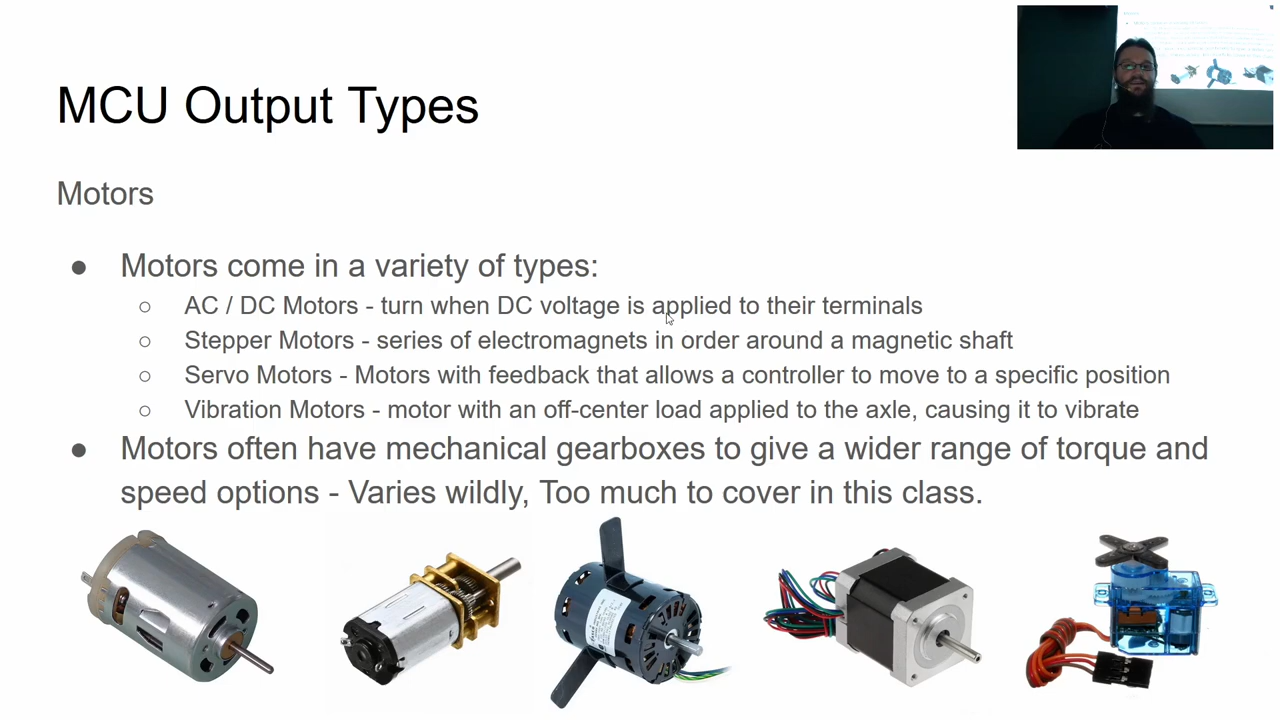 MCU Output Types
Motors
● Motors come in a variety of types:
○ AC / DC Motors - turn when DC voltage is applied to their terminals
○ Stepper Motors - series of electromagnets in order around a magnetic shaft
○ Servo Motors - Motors with feedback that allows a controller to move to a specific position
○ Vibration Motors - motor with an off-center load applied to the axle, causing it to vibrate
● Motors often have mechanical gearboxes to give a wider range of torque and
speed options - Varies wildly, Too much to cover in this class.